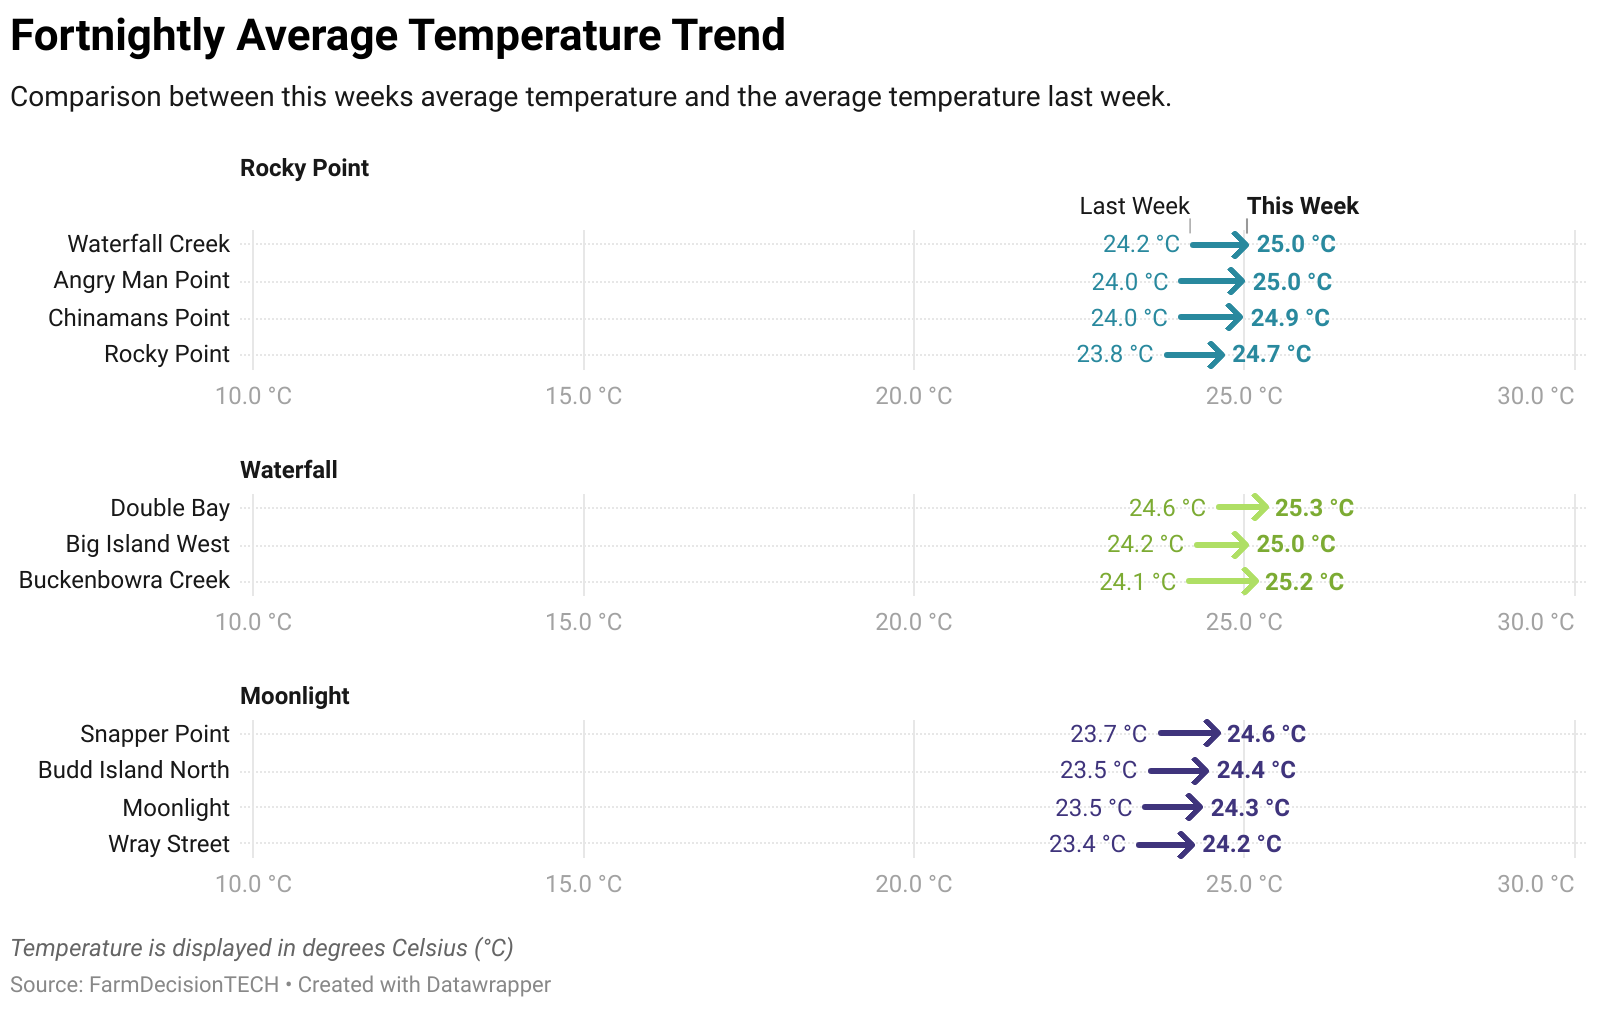 Fortnightly Average Temperature Trend
Comparison between this weeks average temperature and the average temperature last week.
Rocky Point
Last Week This Week
Waterfall Creek 24.2 °C 25.0 °C
Angry Man Point 24.0 °C 25.0 °C
Chinamans Point 24.0 °C 24.9 °C
Rocky Point 23.8 °C 24.7 °C
10.0 °C 15.0 °C 20.0 °C 25.0 °C 30.0 °C
Waterfall
Double Bay 24.6 °C 25.3 °C
Big Island West 24.2 °C 25.0 °C
Buckenbowra Creek 24.1 °C 25.2 °C
10.0 °C 15.0 °C 20.0 °C 25.0 °C 30.0 °C
Moonlight
Snapper Point 23.7 °C 24.6 °C
Budd Island North 23.5 °C 24.4 °C
Moonlight 23.5 °C 24.3 °C
Wray Street 23.4 °C 24.2 °C
10.0 °C 15.0 °C 20.0 °C 25.0 °C 30.0 °C
Temperature is displayed in degrees Celsius (°C)
Source: FarmDecisionTECH • Created with Datawrapper